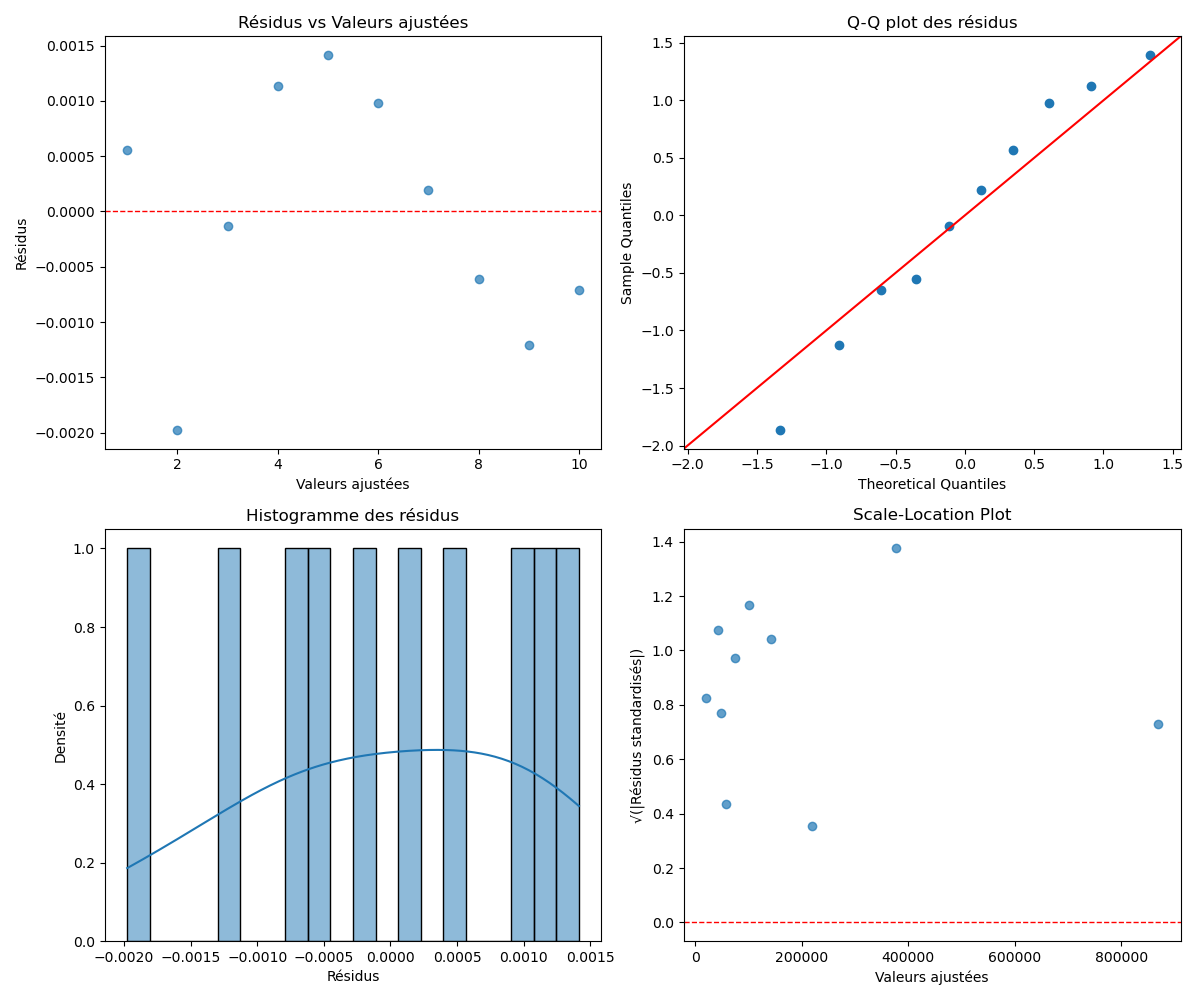 Résidus vs Valeurs ajustées
0.0015
0.0010
0.0005
0.0000
−0.0005
−0.0010
−0.0015
−0.0020
Résidus
2 4 6 8 10
Valeurs ajustées
Q-Q plot des résidus
1.5
1.0
0.5
0.0
−0.5
−1.0
−1.5
−2.0
Sample Quantiles
−2.0 −1.5 −1.0 −0.5 0.0 0.5 1.0 1.5
Theoretical Quantiles
Histogramme des résidus
1.0
0.8
0.6
0.4
0.2
0.0
Densité
−0.0020 −0.0015 −0.0010 −0.0005 0.0000 0.0005 0.0010 0.0015
Résidus
Scale-Location Plot
1.4
1.2
1.0
0.8
0.6
0.4
0.2
0.0
√(|Résidus standardisés|)
0 200000 400000 600000 800000
Valeurs ajustées